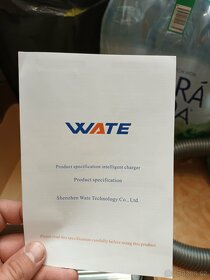 WATE
Product specification intelligent charger
Product specification
Shenzhen Wate Technology Co., Ltd
Please read this specification carefully before using this product